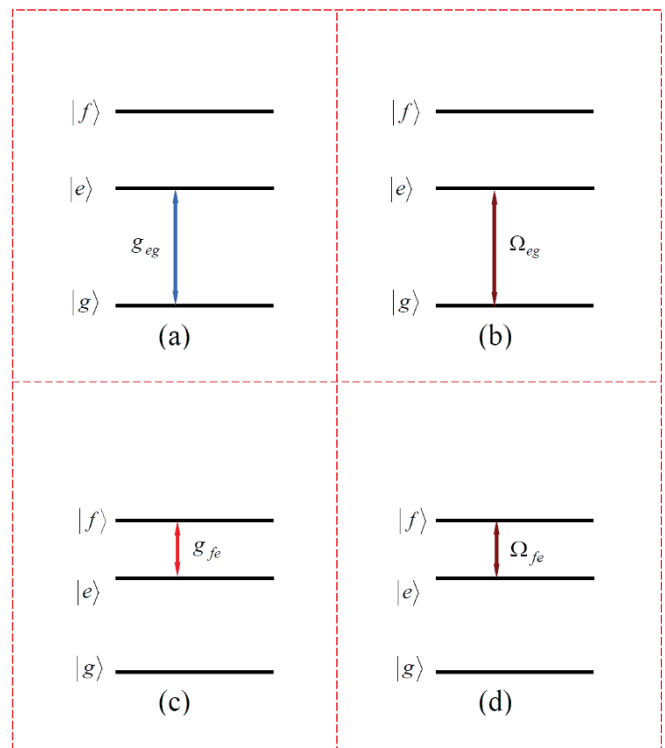 |f⟩
|e⟩
g_eg
|g⟩
(a)
|f⟩
|e⟩
Ω_eg
|g⟩
(b)
|f⟩
g_fe
|e⟩
|g⟩
(c)
|f⟩
Ω_fe
|e⟩
|g⟩
(d)